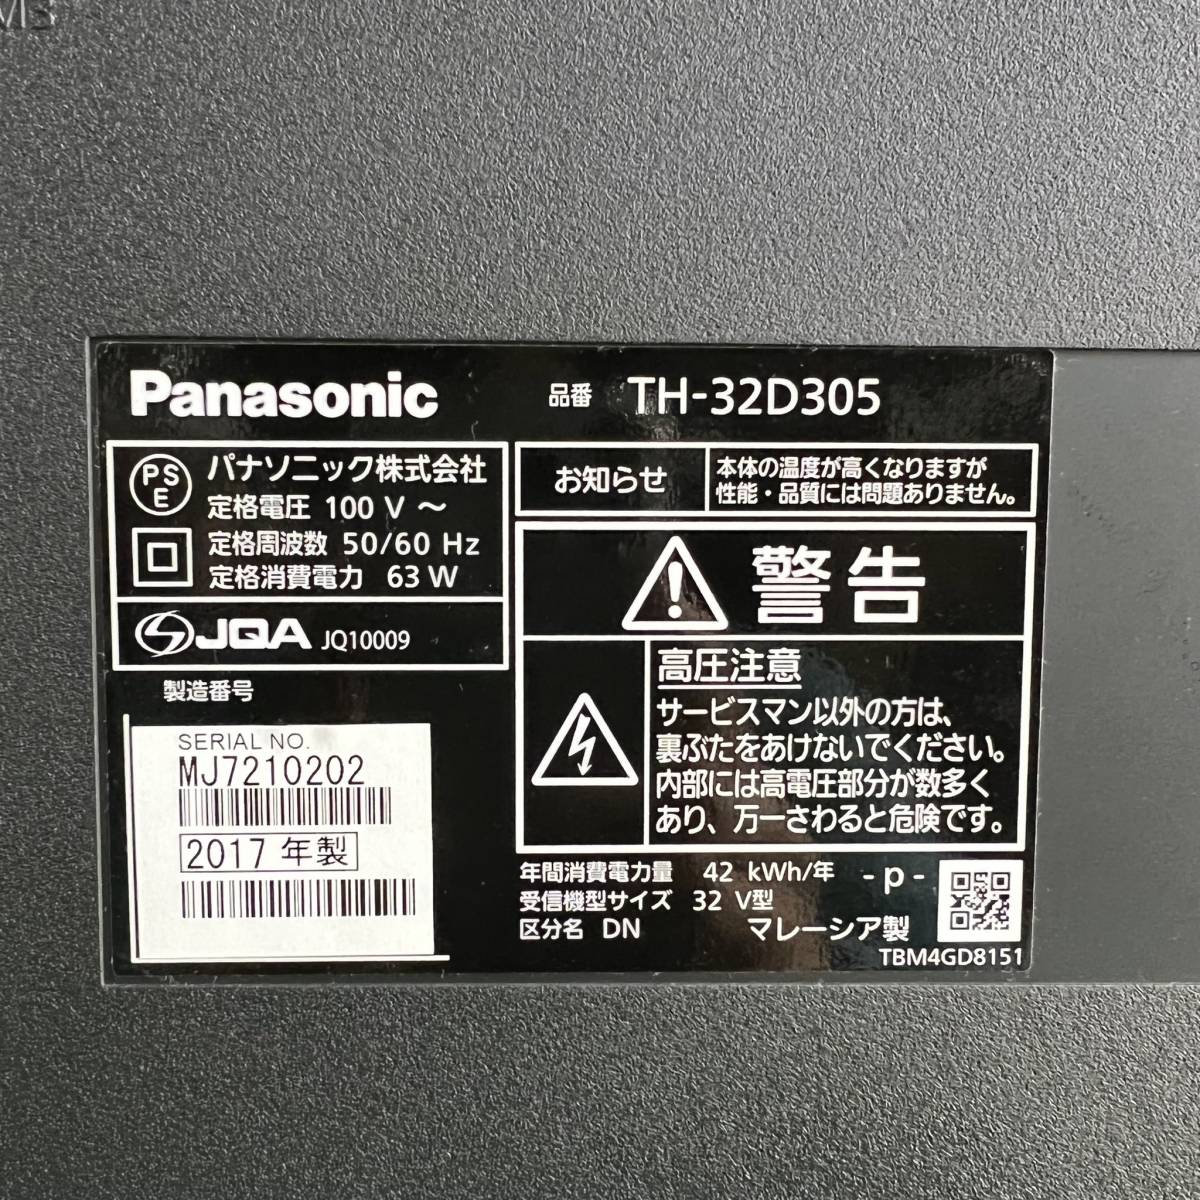 Panasonic
品番 TH-32D305
PS
E
パナソニック株式会社
定格電圧 100 V ～
定格周波数 50/60 Hz
定格消費電力 63 W
JQA JQ10009
製造番号
SERIAL NO.
MJ7210202
2017 年製
お知らせ
本体の温度が高くなりますが
性能・品質には問題ありません。
警告
高圧注意
サービスマン以外の方は、
裏ぶたをあけないでください。
内部には高電圧部分が数多く
あり、万一さわると危険です。
年間消費電力量 42 kWh/年
受信機型サイズ 32 V型
区分名 DN
- p -
マレーシア製
TBM4GD8151